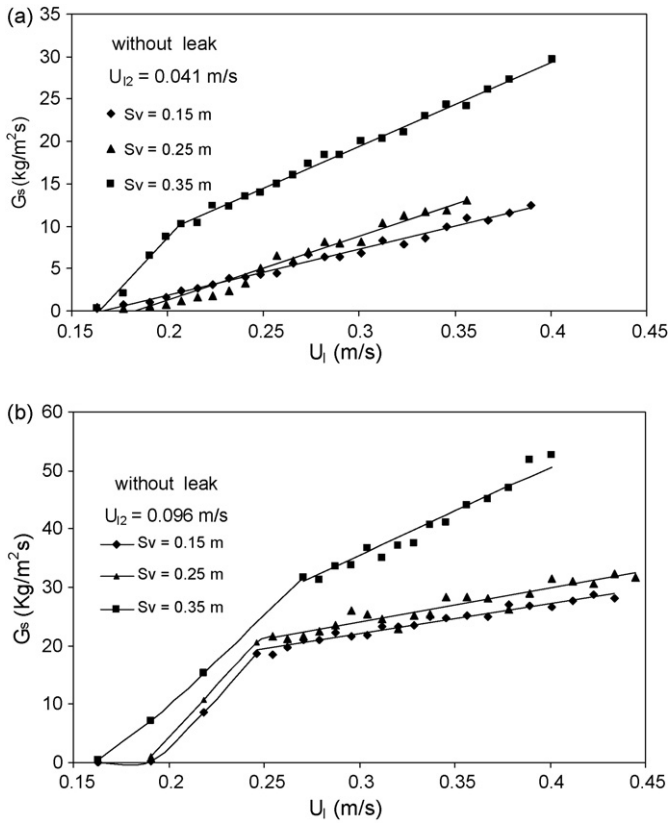 (a)
35
30
25
20
15
10
5
0
Gs (kg/m²s)
without leak
Ul2 = 0.041 m/s
Sv = 0.15 m
Sv = 0.25 m
Sv = 0.35 m
0.15 0.2 0.25 0.3 0.35 0.4 0.45
Ul (m/s)
(b)
60
50
40
30
20
10
0
Gs (Kg/m²s)
without leak
Ul2 = 0.096 m/s
Sv = 0.15 m
Sv = 0.25 m
Sv = 0.35 m
0.15 0.2 0.25 0.3 0.35 0.4 0.45
Ul (m/s)